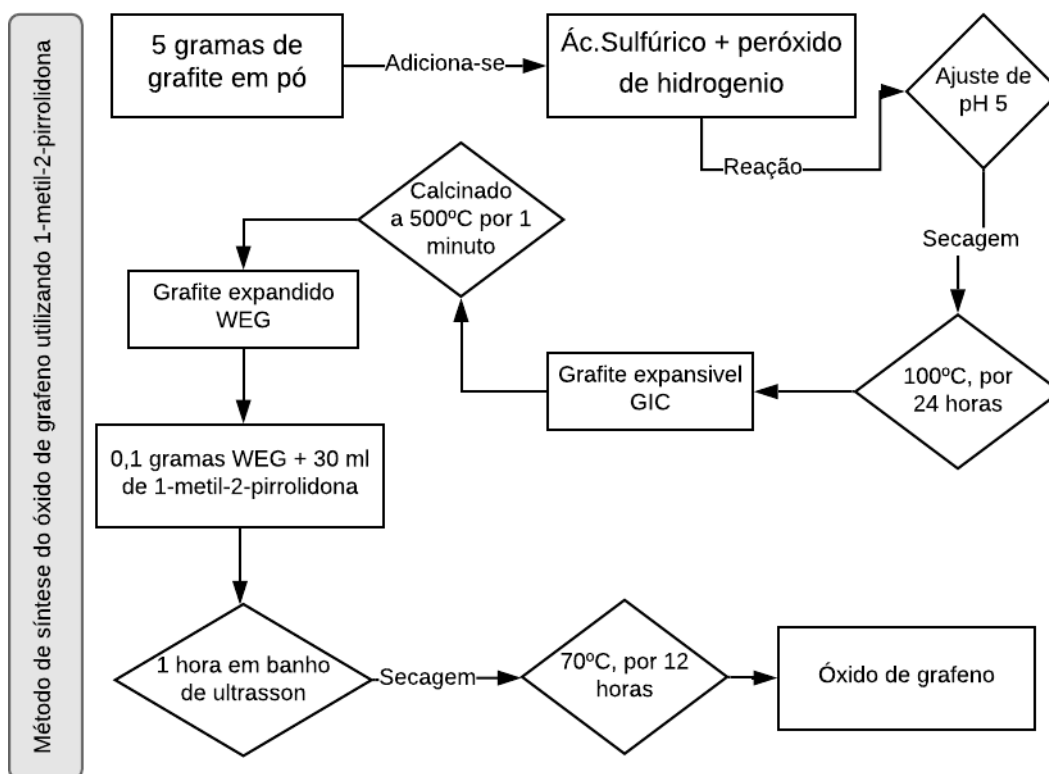 Método de síntese do óxido de grafeno utilizando 1-metil-2-pirrolidona
5 gramas de
grafite em pó
Adiciona-se
Ác.Sulfúrico + peróxido
de hidrogenio
Reação
Ajuste de
pH 5
Secagem
100ºC, por
24 horas
Grafite expansivel
GIC
Calcinado
a 500ºC por 1
minuto
Grafite expandido
WEG
0,1 gramas WEG + 30 ml
de 1-metil-2-pirrolidona
1 hora em banho
de ultrasson
Secagem
70ºC, por 12
horas
Óxido de grafeno